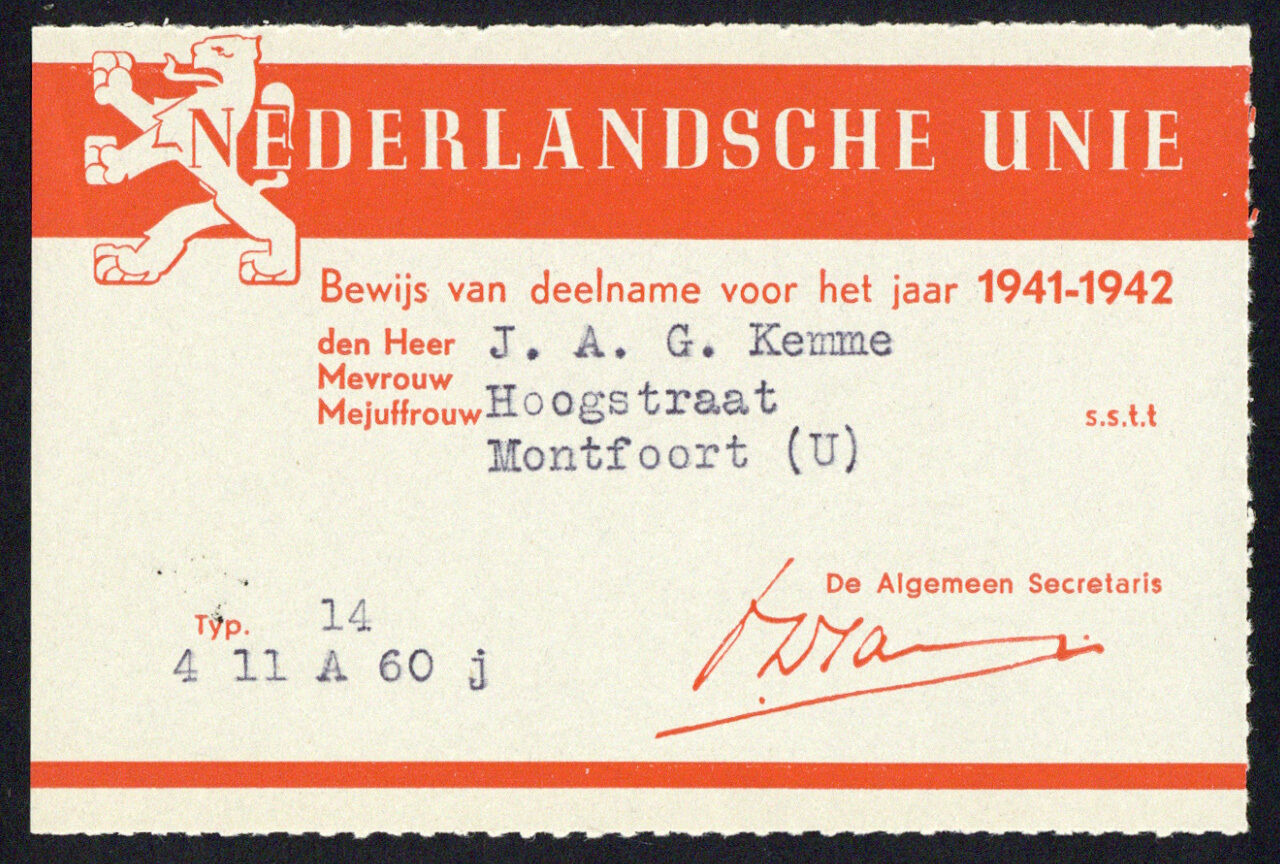 NEDERLANDSCHE UNIE
Bewijs van deelname voor het jaar 1941-1942
den Heer J. A. G. Kemme
Mevrouw
Mejuffrouw Hoogstraat s.s.t.t
Montfoort (U)
De Algemeen Secretaris
Typ. 14
4 11 A 60 j